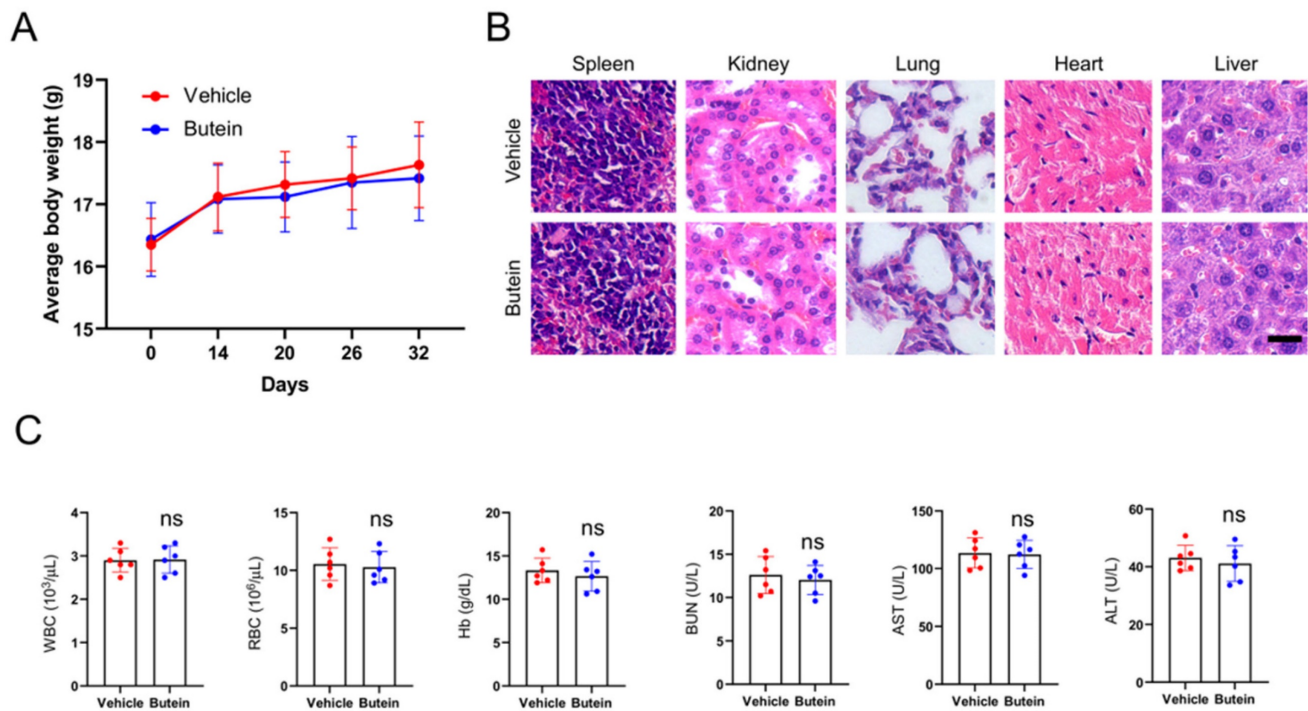 A
Average body weight (g)
19
18
17
16
15
Vehicle
Butein
0 14 20 26 32
Days
B
Spleen Kidney Lung Heart Liver
Vehicle
Butein
C
WBC (10³/μL)
4
3
2
1
0
ns
Vehicle Butein
RBC (10⁶/μL)
15
10
5
0
ns
Vehicle Butein
Hb (g/dL)
20
15
10
5
0
ns
Vehicle Butein
BUN (U/L)
20
15
10
5
0
ns
Vehicle Butein
AST (U/L)
150
100
50
0
ns
Vehicle Butein
ALT (U/L)
60
40
20
0
ns
Vehicle Butein